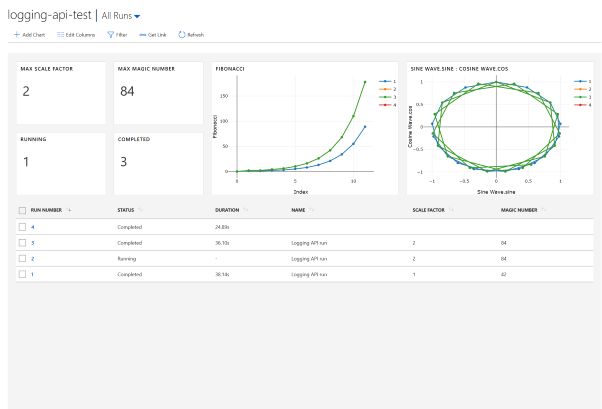 logging-api-test | All Runs
Add Chart Edit Columns Filter Get Link Refresh
MAX SCALE FACTOR
2
MAX MAGIC NUMBER
84
RUNNING
1
COMPLETED
3
FIBONACCI
Fibonacci
150
100
50
0
0 5 10
Index
1
2
3
4
SINE WAVE.SINE : COSINE WAVE.COS
Cosine Wave.cos
1
0.5
0
−0.5
−1
−1 −0.5 0 0.5 1
Sine Wave.sine
1
2
3
4
RUN NUMBER STATUS DURATION NAME SCALE FACTOR MAGIC NUMBER
4 Completed 24.89s
3 Completed 36.10s Logging API run 2 84
2 Running - Logging API run 2 84
1 Completed 38.14s Logging API run 1 42